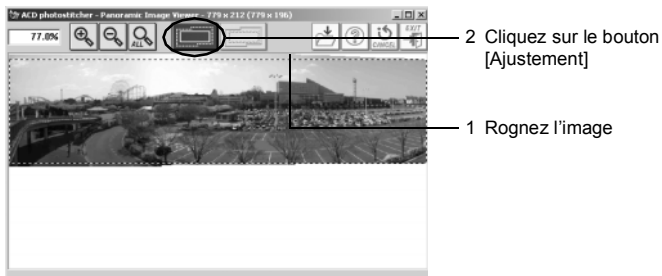 ACD photostitcher - Panoramic Image Viewer - 779 x 212 (779 x 196)
77.0%
ALL
CANCEL
EXIT
2 Cliquez sur le bouton
[Ajustement]
1 Rognez l'image